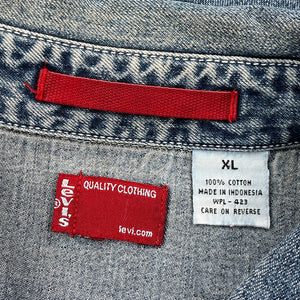 LEVI'S
®
QUALITY CLOTHING
levi.com
XL
100% COTTON
MADE IN INDONESIA
WPL - 423
CARE ON REVERSE